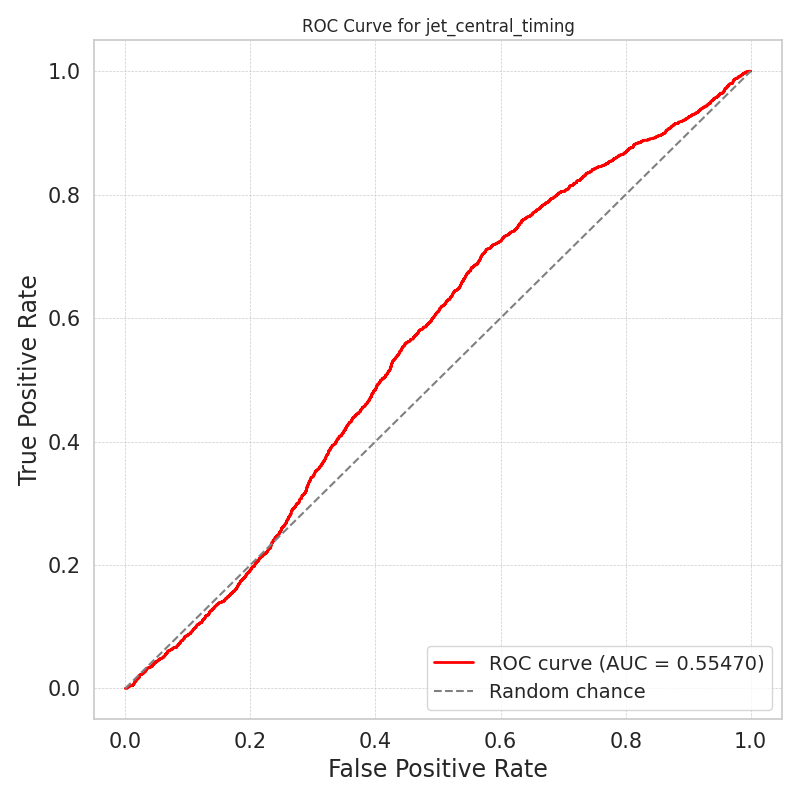 ROC Curve for jet_central_timing
True Positive Rate
1.0
0.8
0.6
0.4
0.2
0.0
ROC curve (AUC = 0.55470)
Random chance
0.0 0.2 0.4 0.6 0.8 1.0
False Positive Rate